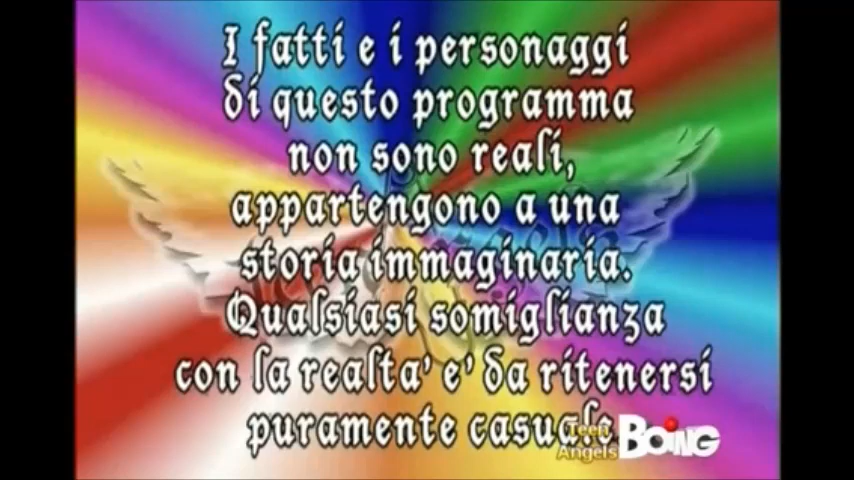 I fatti e i personaggi
di questo programma
non sono reali,
appartengono a una
storia immaginaria.
Qualsiasi somiglianza
con la realta' e' da ritenersi
puramente casuale
Teen
Angels
BOING